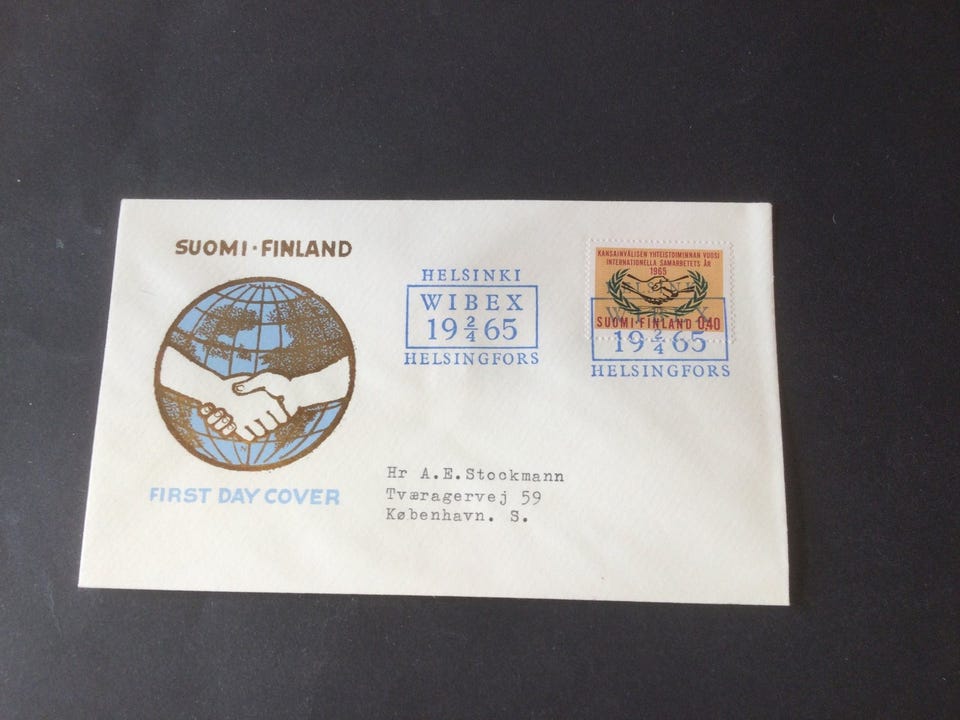 SUOMI·FINLAND
HELSINKI
WIBEX
19 2/4 65
HELSINGFORS
KANSAINVÄLISEN YHTEISTOIMINNAN VUOSI
INTERNATIONELLA SAMARBETETS ÅR
1965
SUOMI·FINLAND 0,40
WIBEX
19 2/4 65
HELSINGFORS
FIRST DAY COVER
Hr A.E.Stockmann
Tværagervej 59
København. S.